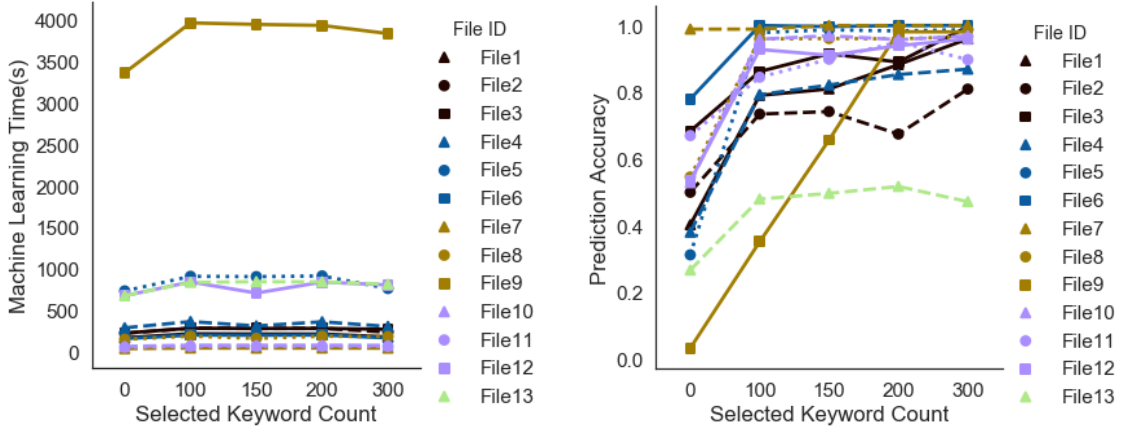 Machine Learning Time(s)
4000
3500
3000
2500
2000
1500
1000
500
0
0 100 150 200 300
Selected Keyword Count
File ID
File1
File2
File3
File4
File5
File6
File7
File8
File9
File10
File11
File12
File13
Prediction Accuracy
1.0
0.8
0.6
0.4
0.2
0.0
0 100 150 200 300
Selected Keyword Count
File ID
File1
File2
File3
File4
File5
File6
File7
File8
File9
File10
File11
File12
File13